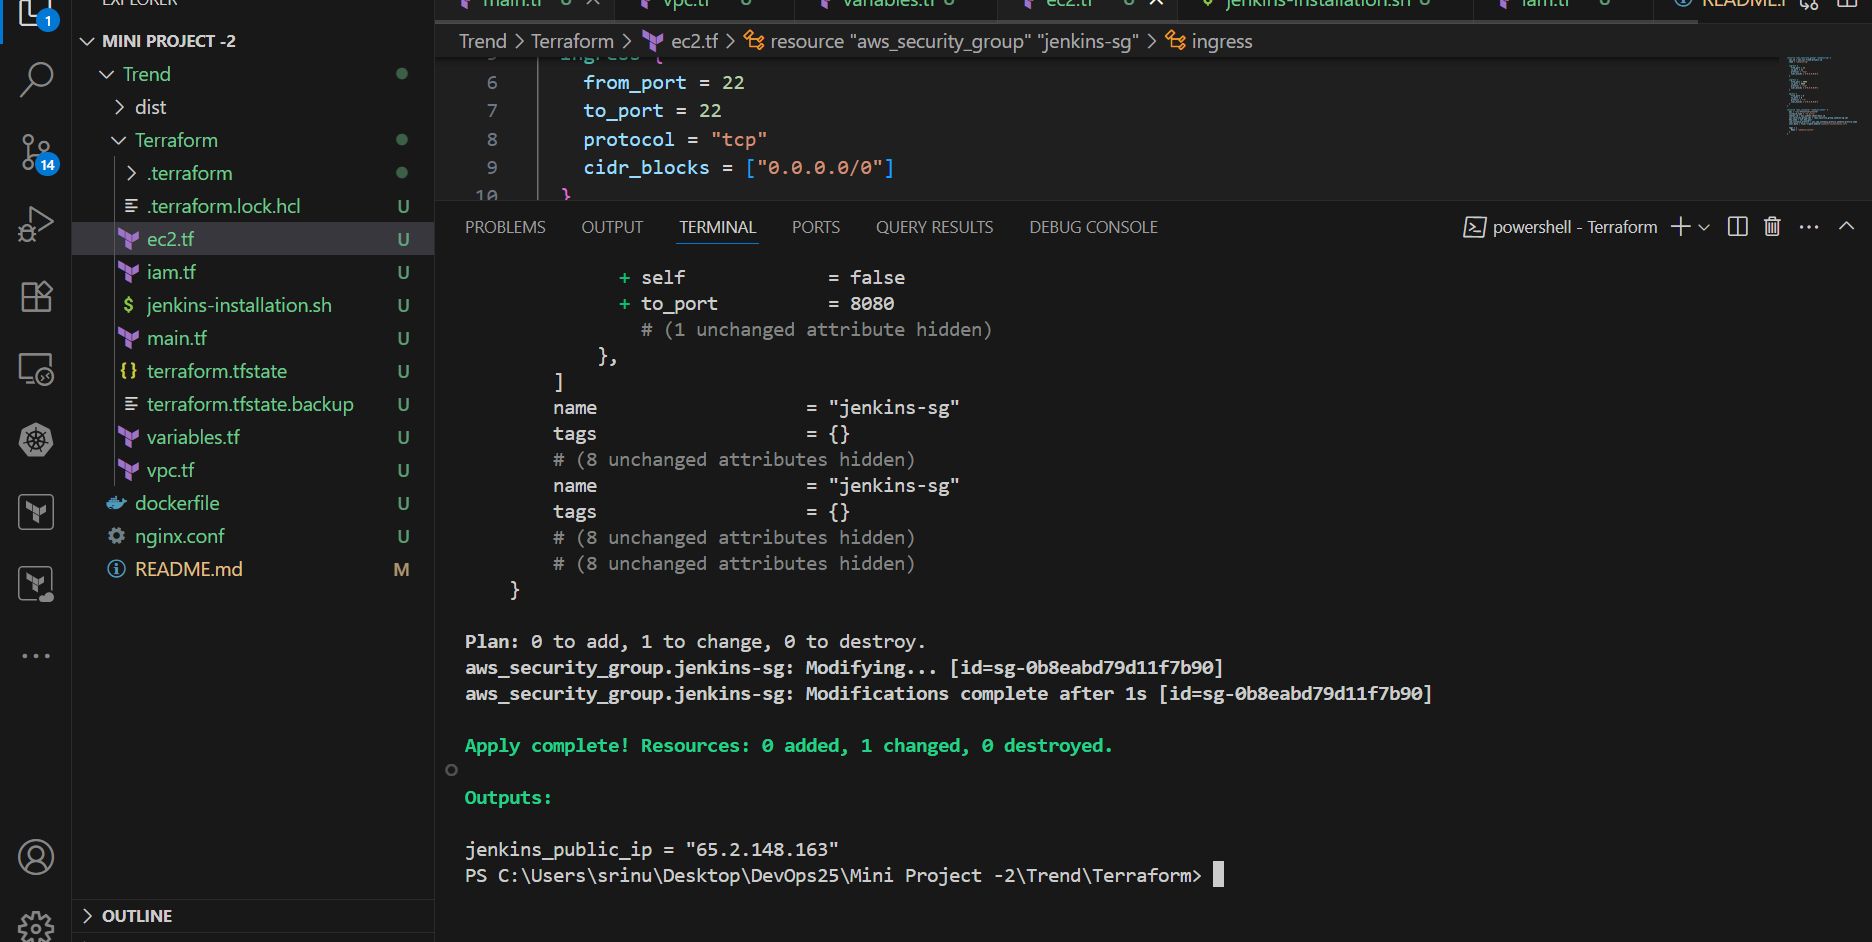 EXPLORER
main.tf U
vpc.tf U
variables.tf U
ec2.tf U
jenkins-installation.sh U
iam.tf U
README.r
1
MINI PROJECT -2
Trend
dist
Terraform
.terraform
.terraform.lock.hcl U
ec2.tf U
iam.tf U
jenkins-installation.sh U
main.tf U
terraform.tfstate U
terraform.tfstate.backup U
variables.tf U
vpc.tf U
dockerfile U
nginx.conf U
README.md M
14
OUTLINE
Trend > Terraform > ec2.tf > resource "aws_security_group" "jenkins-sg" > ingress
5 ingress {
6 from_port = 22
7 to_port = 22
8 protocol = "tcp"
9 cidr_blocks = ["0.0.0.0/0"]
10 }
PROBLEMS OUTPUT TERMINAL PORTS QUERY RESULTS DEBUG CONSOLE powershell - Terraform
+ self = false
+ to_port = 8080
# (1 unchanged attribute hidden)
},
]
name = "jenkins-sg"
tags = {}
# (8 unchanged attributes hidden)
name = "jenkins-sg"
tags = {}
# (8 unchanged attributes hidden)
# (8 unchanged attributes hidden)
}
Plan: 0 to add, 1 to change, 0 to destroy.
aws_security_group.jenkins-sg: Modifying... [id=sg-0b8eabd79d11f7b90]
aws_security_group.jenkins-sg: Modifications complete after 1s [id=sg-0b8eabd79d11f7b90]
Apply complete! Resources: 0 added, 1 changed, 0 destroyed.
Outputs:
jenkins_public_ip = "65.2.148.163"
PS C:\Users\srinu\Desktop\DevOps25\Mini Project -2\Trend\Terraform>